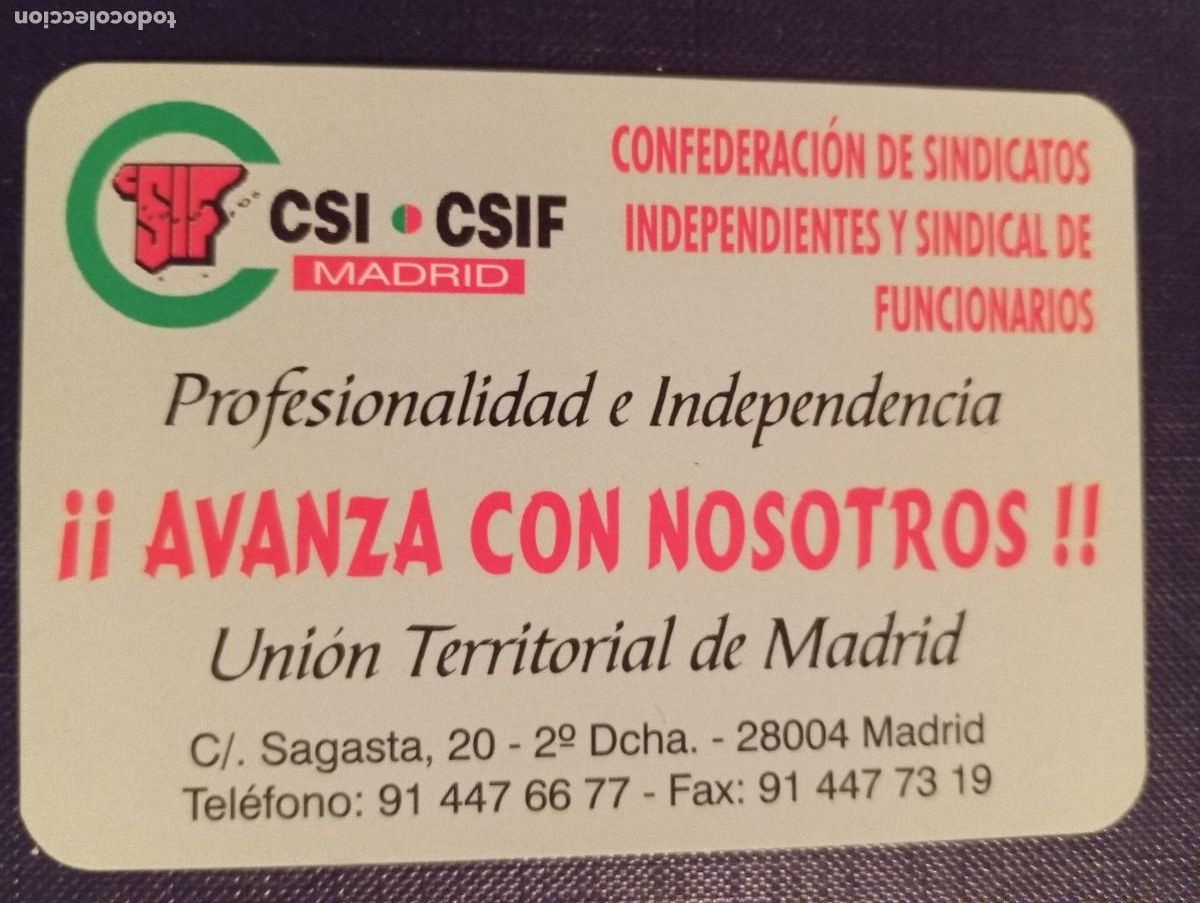 todocoleccion
CSIF
CSI • CSIF
MADRID
CONFEDERACIÓN DE SINDICATOS
INDEPENDIENTES Y SINDICAL DE
FUNCIONARIOS
Profesionalidad e Independencia
¡¡ AVANZA CON NOSOTROS !!
Unión Territorial de Madrid
C/. Sagasta, 20 - 2º Dcha. - 28004 Madrid
Teléfono: 91 447 66 77 - Fax: 91 447 73 19